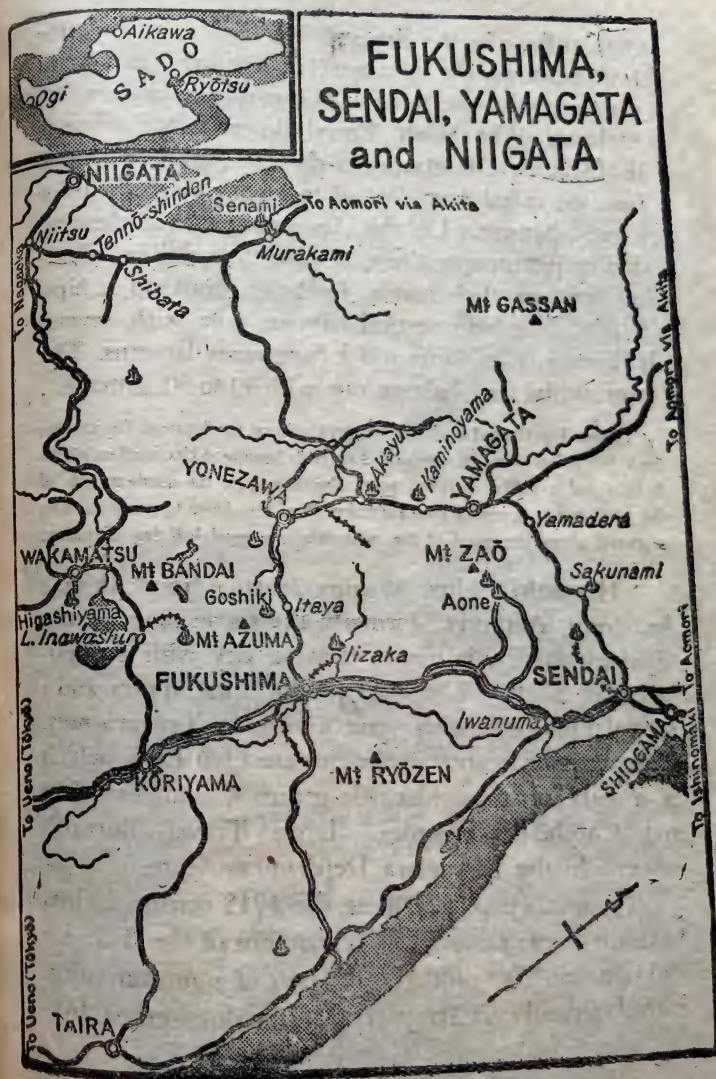 Aikawa
SADO
Ogi
Ryōtsu
FUKUSHIMA,
SENDAI, YAMAGATA
and NIIGATA
NIIGATA
Senami
To Aomori via Akita
Niitsu
Tennō-shinden
Murakami
Shibata
To Nagaoka
Mt GASSAN
To Aomori via Akita
YONEZAWA
Akayu
Kaminoyama
YAMAGATA
Yamadera
WAKAMATSU
Mt BANDAI
Mt ZAŌ
Sakunami
Goshiki
Itaya
Aone
Higashiyama
L. Inawashiro
Mt AZUMA
Iizaka
FUKUSHIMA
SENDAI
To Aomori
Iwanuma
SHIOGAMA
To Ishinomaki
KŌRIYAMA
Mt RYŌZEN
To Ueno (Tōkyō)
To Ueno (Tōkyō)
TAIRA